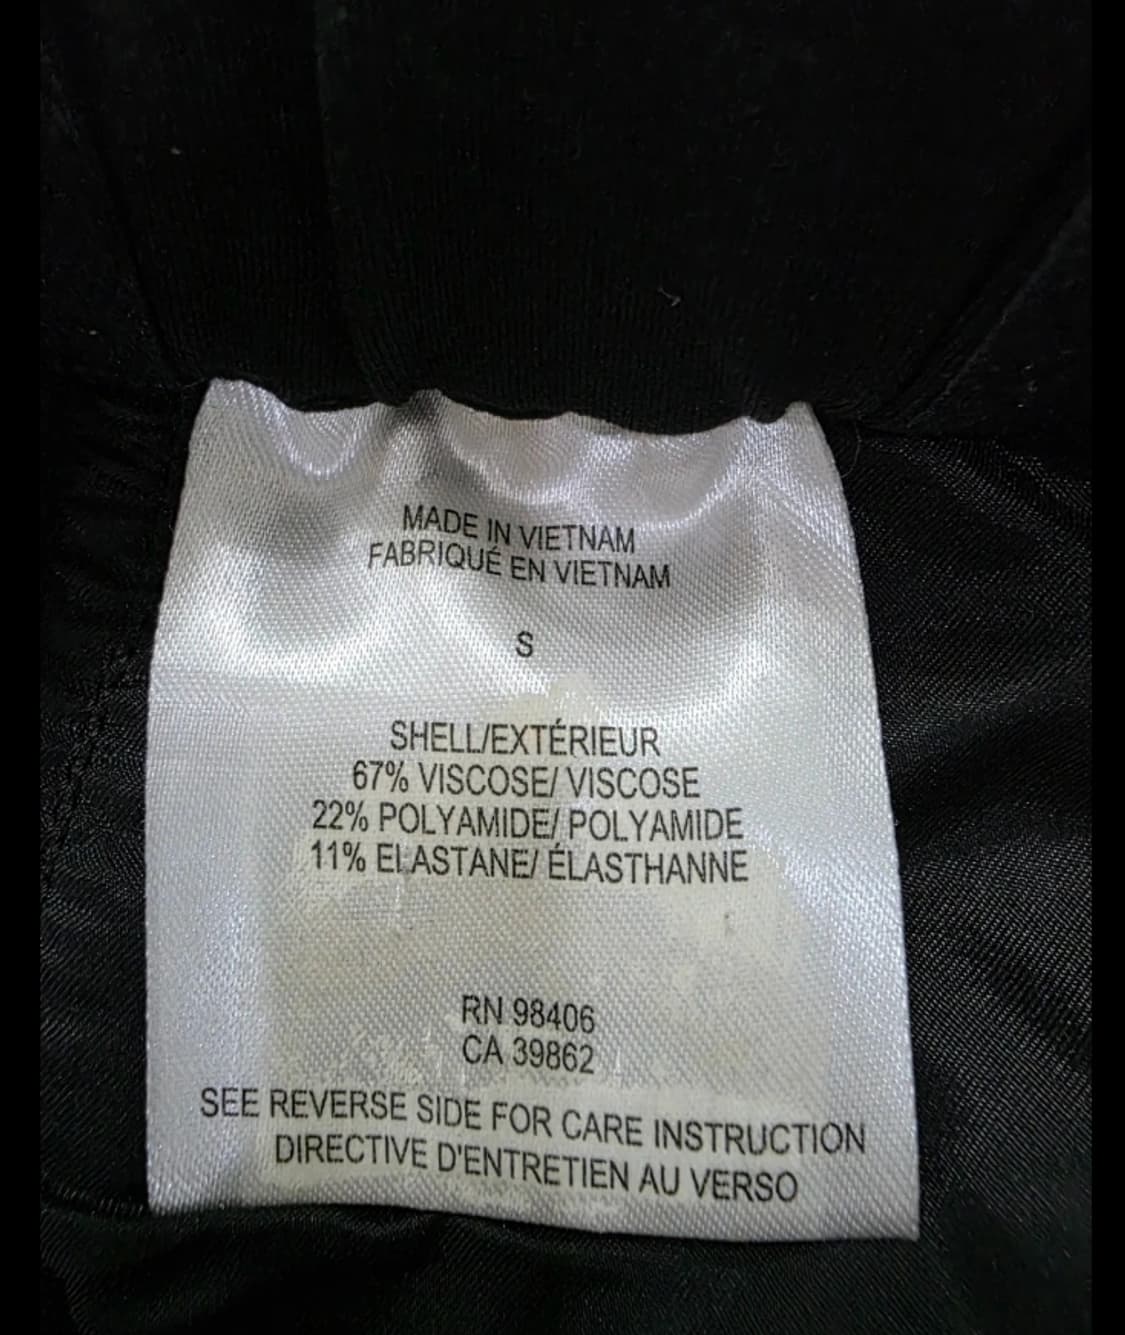 MADE IN VIETNAM
FABRIQUÉ EN VIETNAM
S
SHELL/EXTÉRIEUR
67% VISCOSE/ VISCOSE
22% POLYAMIDE/ POLYAMIDE
11% ELASTANE/ ÉLASTHANNE
RN 98406
CA 39862
SEE REVERSE SIDE FOR CARE INSTRUCTION
DIRECTIVE D'ENTRETIEN AU VERSO